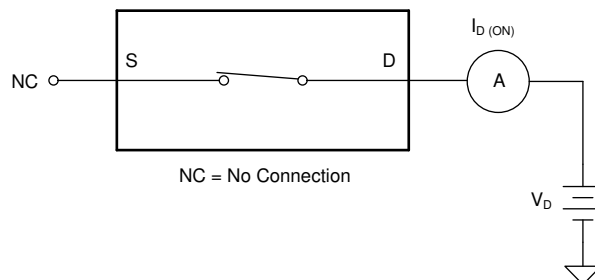 I_D (ON)
S
D
NC
A
NC = No Connection
V_D